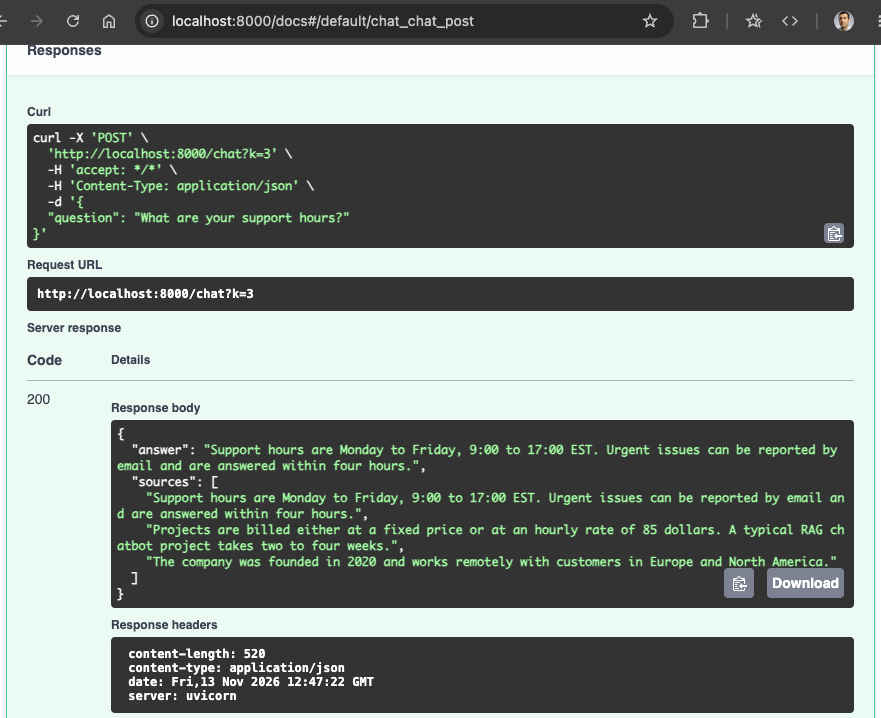 localhost:8000/docs#/default/chat_chat_post
Responses
Curl
curl -X 'POST' \
  'http://localhost:8000/chat?k=3' \
  -H 'accept: */*' \
  -H 'Content-Type: application/json' \
  -d '{
  "question": "What are your support hours?"
}'
Request URL
http://localhost:8000/chat?k=3
Server response
Code Details
200
Response body
{
  "answer": "Support hours are Monday to Friday, 9:00 to 17:00 EST. Urgent issues can be reported by
email and are answered within four hours.",
  "sources": [
    "Support hours are Monday to Friday, 9:00 to 17:00 EST. Urgent issues can be reported by email an
d are answered within four hours.",
    "Projects are billed either at a fixed price or at an hourly rate of 85 dollars. A typical RAG ch
atbot project takes two to four weeks.",
    "The company was founded in 2020 and works remotely with customers in Europe and North America."
  ]
}
Download
Response headers
content-length: 520
content-type: application/json
date: Fri,13 Nov 2026 12:47:22 GMT
server: uvicorn